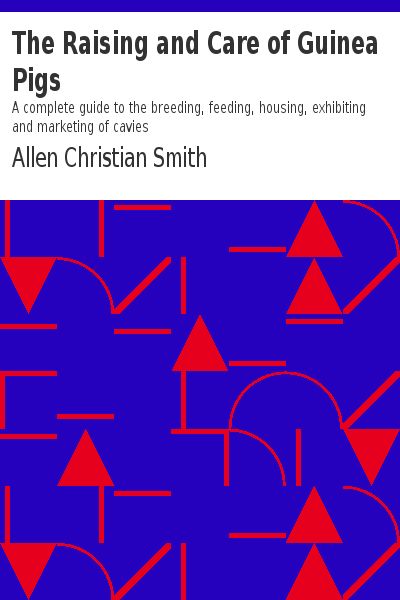 The Raising and Care of Guinea
Pigs
A complete guide to the breeding, feeding, housing, exhibiting
and marketing of cavies
Allen Christian Smith